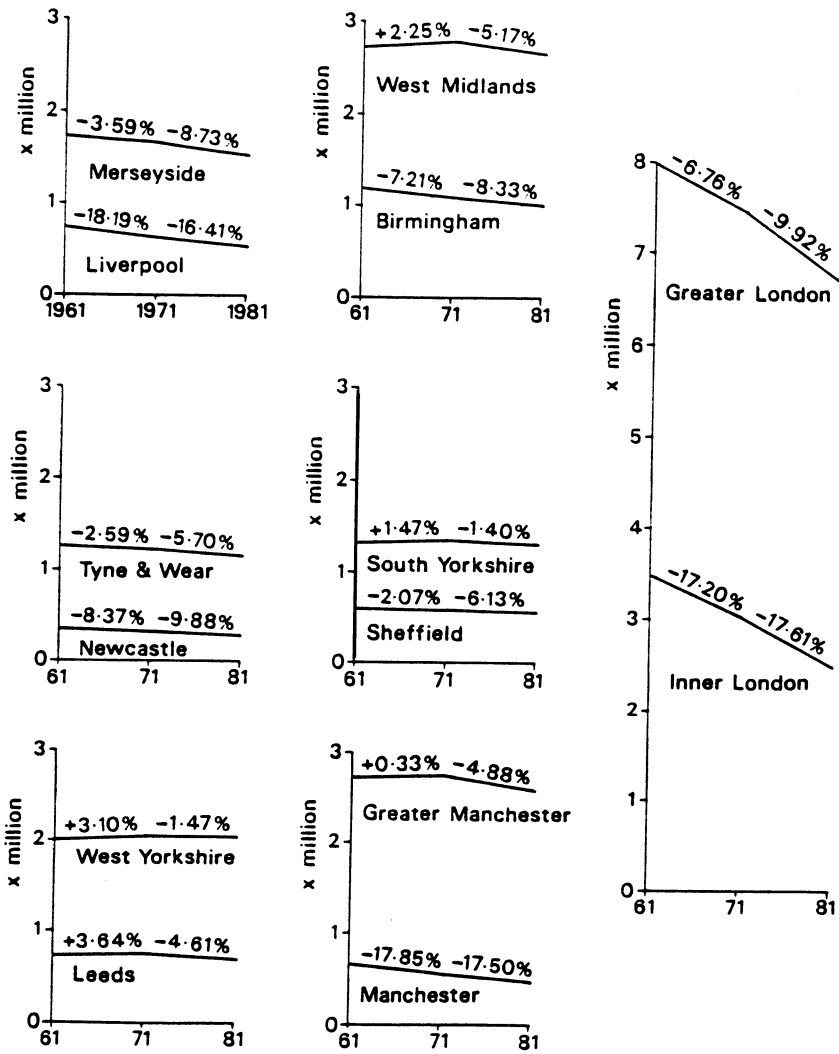 3
2
1
0
x million
-3·59% -8·73%
Merseyside
-18·19% -16·41%
Liverpool
1961 1971 1981
3
2
1
0
x million
+2·25% -5·17%
West Midlands
-7·21% -8·33%
Birmingham
61 71 81
8
7
6
5
4
3
2
1
0
x million
-6·76% -9·92%
Greater London
-17·20% -17·61%
Inner London
61 71 81
3
2
1
0
x million
-2·59% -5·70%
Tyne & Wear
-8·37% -9·88%
Newcastle
61 71 81
3
2
1
0
x million
+1·47% -1·40%
South Yorkshire
-2·07% -6·13%
Sheffield
61 71 81
3
2
1
0
x million
+3·10% -1·47%
West Yorkshire
+3·64% -4·61%
Leeds
61 71 81
3
2
1
0
x million
+0·33% -4·88%
Greater Manchester
-17·85% -17·50%
Manchester
61 71 81